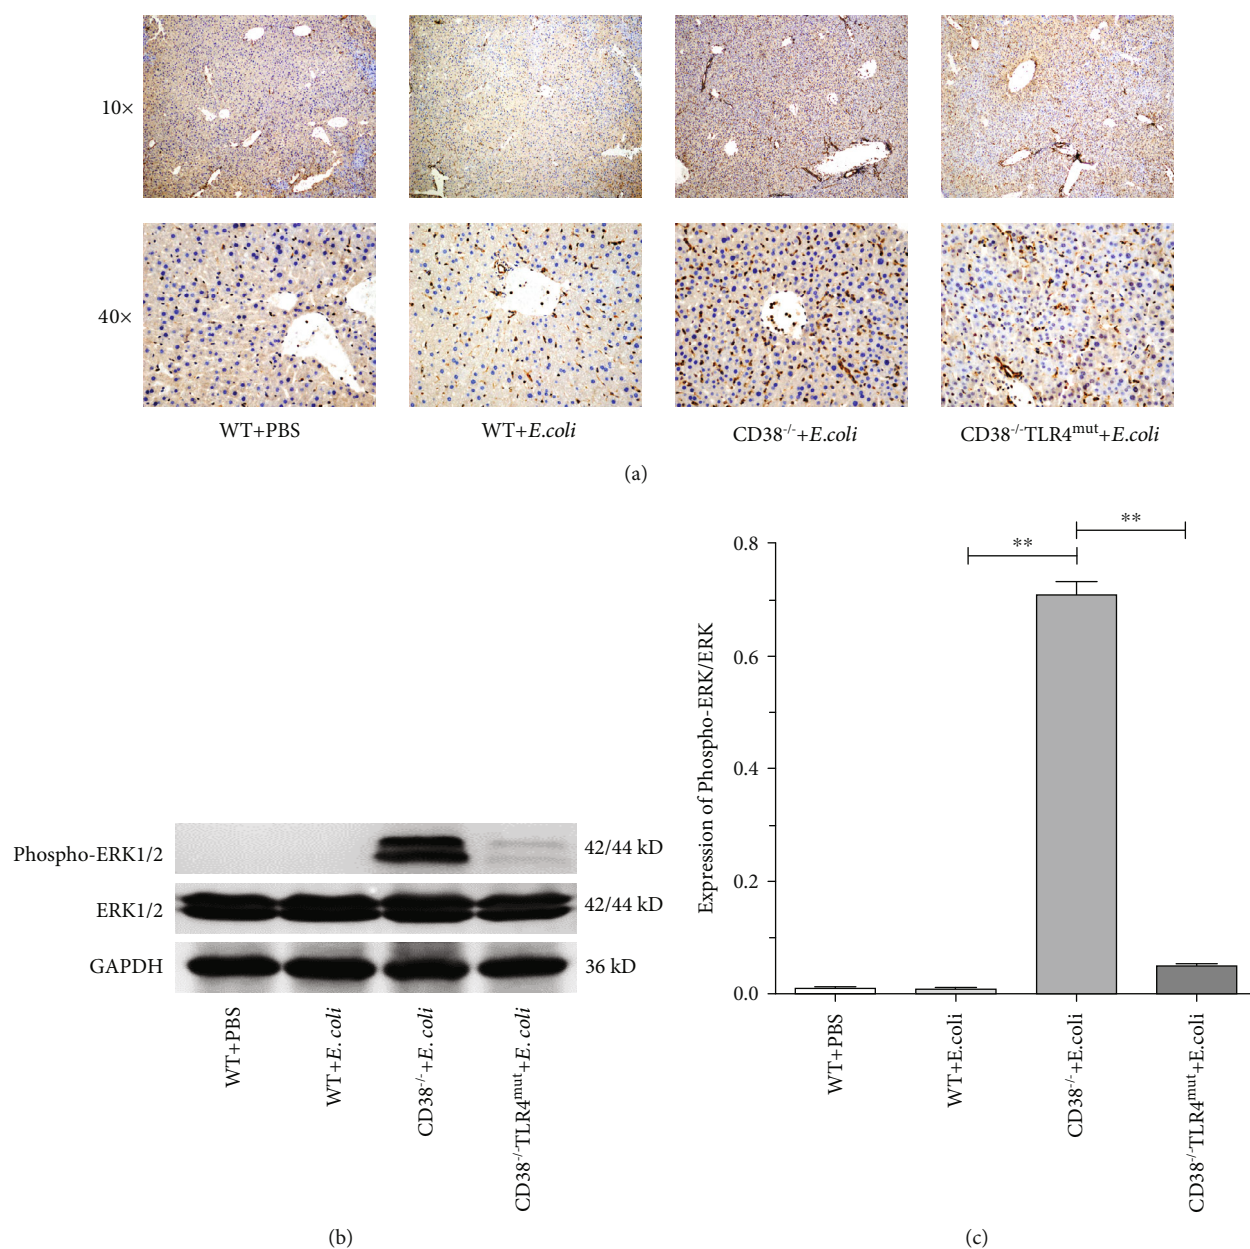 10×
40×
WT+PBS
WT+E.coli
CD38-/-+E.coli
CD38-/-TLR4mut+E.coli
(a)
Phospho-ERK1/2
42/44 kD
ERK1/2
42/44 kD
GAPDH
36 kD
WT+PBS
WT+E. coli
CD38-/-+E. coli
CD38-/-TLR4mut+E. coli
(b)
Expression of Phospho-ERK/ERK
0.8
0.6
0.4
0.2
0.0
**
**
WT+PBS
WT+E.coli
CD38-/-+E.coli
CD38-/-TLR4mut+E.coli
(c)